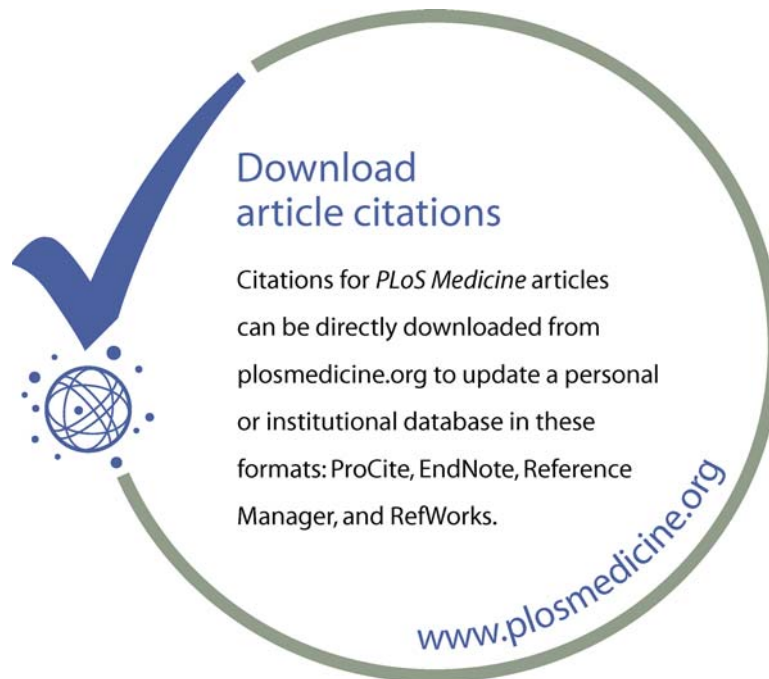 Download
article citations
Citations for PLoS Medicine articles
can be directly downloaded from
plosmedicine.org to update a personal
or institutional database in these
formats: ProCite, EndNote, Reference
Manager, and RefWorks.
www.plosmedicine.org